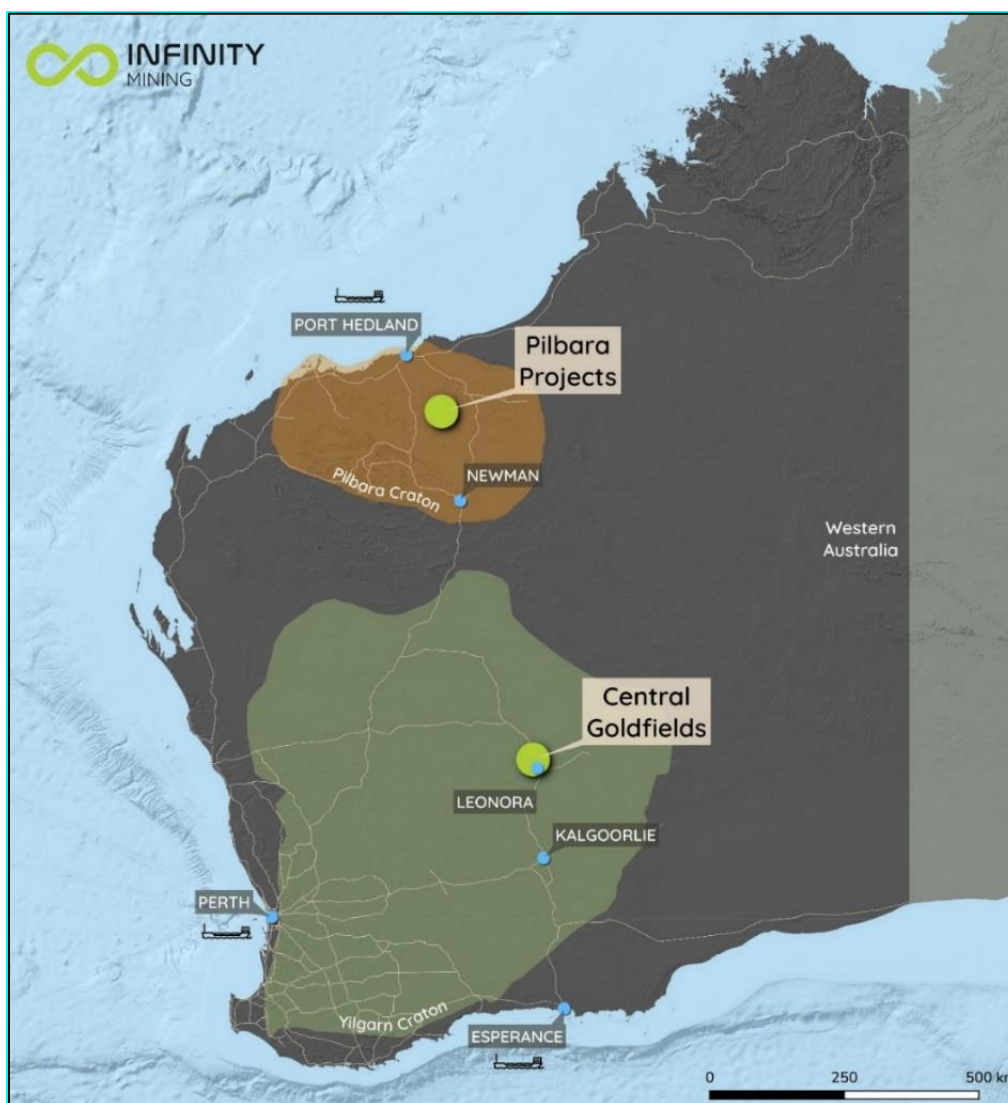 INFINITY
MINING
PORT HEDLAND
Pilbara
Projects
NEWMAN
Pilbara Craton
Western
Australia
Central
Goldfields
LEONORA
KALGOORLIE
PERTH
Yilgarn Craton
ESPERANCE
0 250 500 km